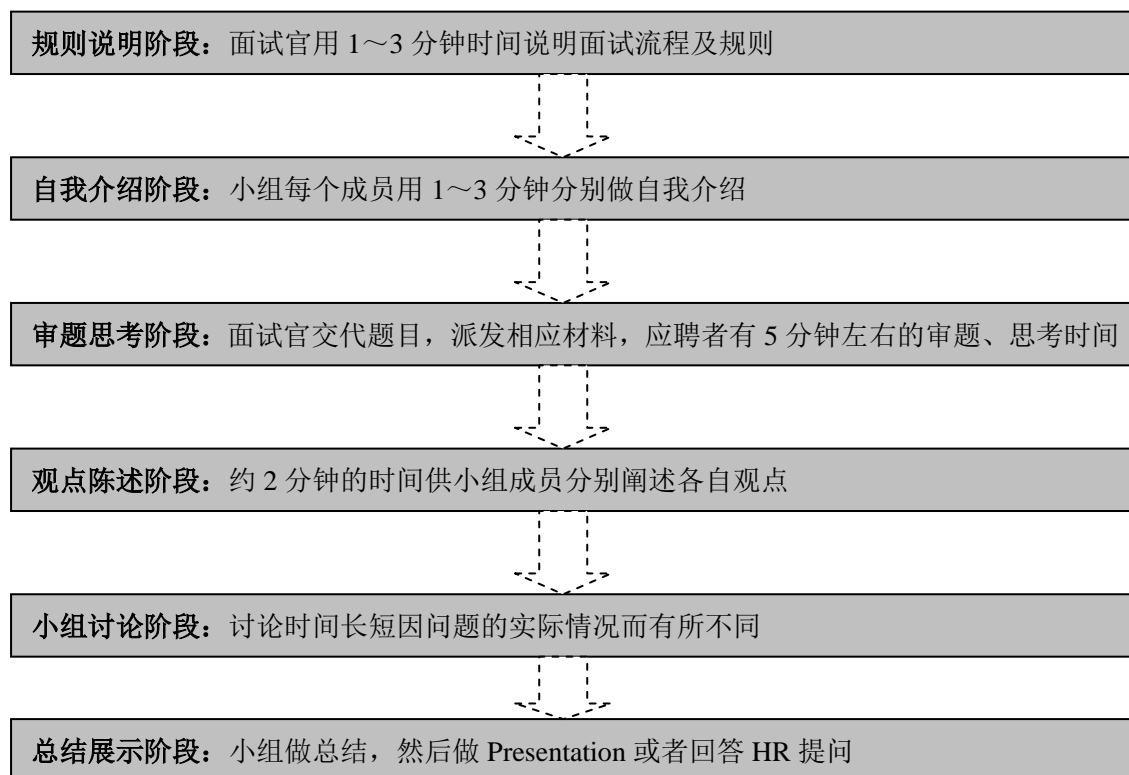 规则说明阶段：面试官用 1～3 分钟时间说明面试流程及规则
自我介绍阶段：小组每个成员用 1～3 分钟分别做自我介绍
审题思考阶段：面试官交代题目，派发相应材料，应聘者有 5 分钟左右的审题、思考时间
观点陈述阶段：约 2 分钟的时间供小组成员分别阐述各自观点
小组讨论阶段：讨论时间长短因问题的实际情况而有所不同
总结展示阶段：小组做总结，然后做 Presentation 或者回答 HR 提问